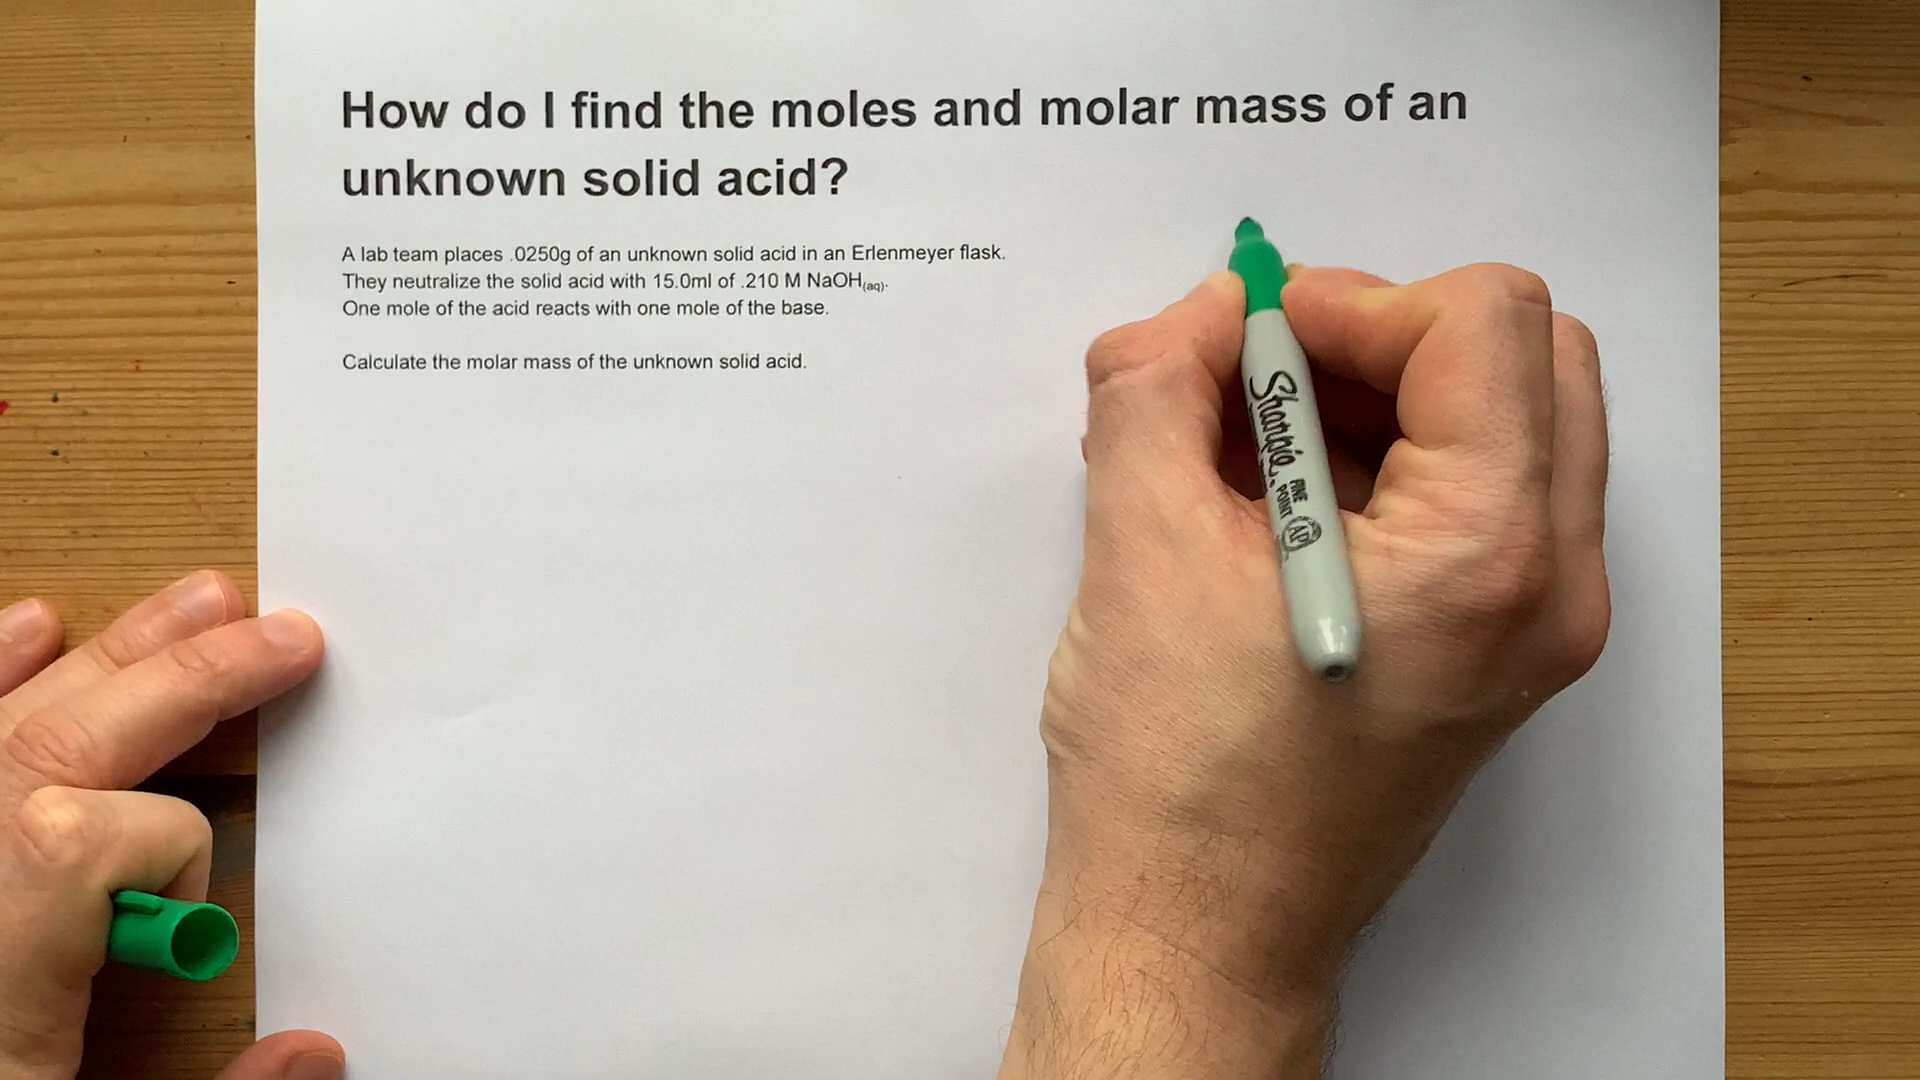 How do I find the moles and molar mass of an
unknown solid acid?
A lab team places .0250g of an unknown solid acid in an Erlenmeyer flask.
They neutralize the solid acid with 15.0ml of .210 M NaOH(aq).
One mole of the acid reacts with one mole of the base.
Calculate the molar mass of the unknown solid acid.
Sharpie.
FINE
POINT
AP